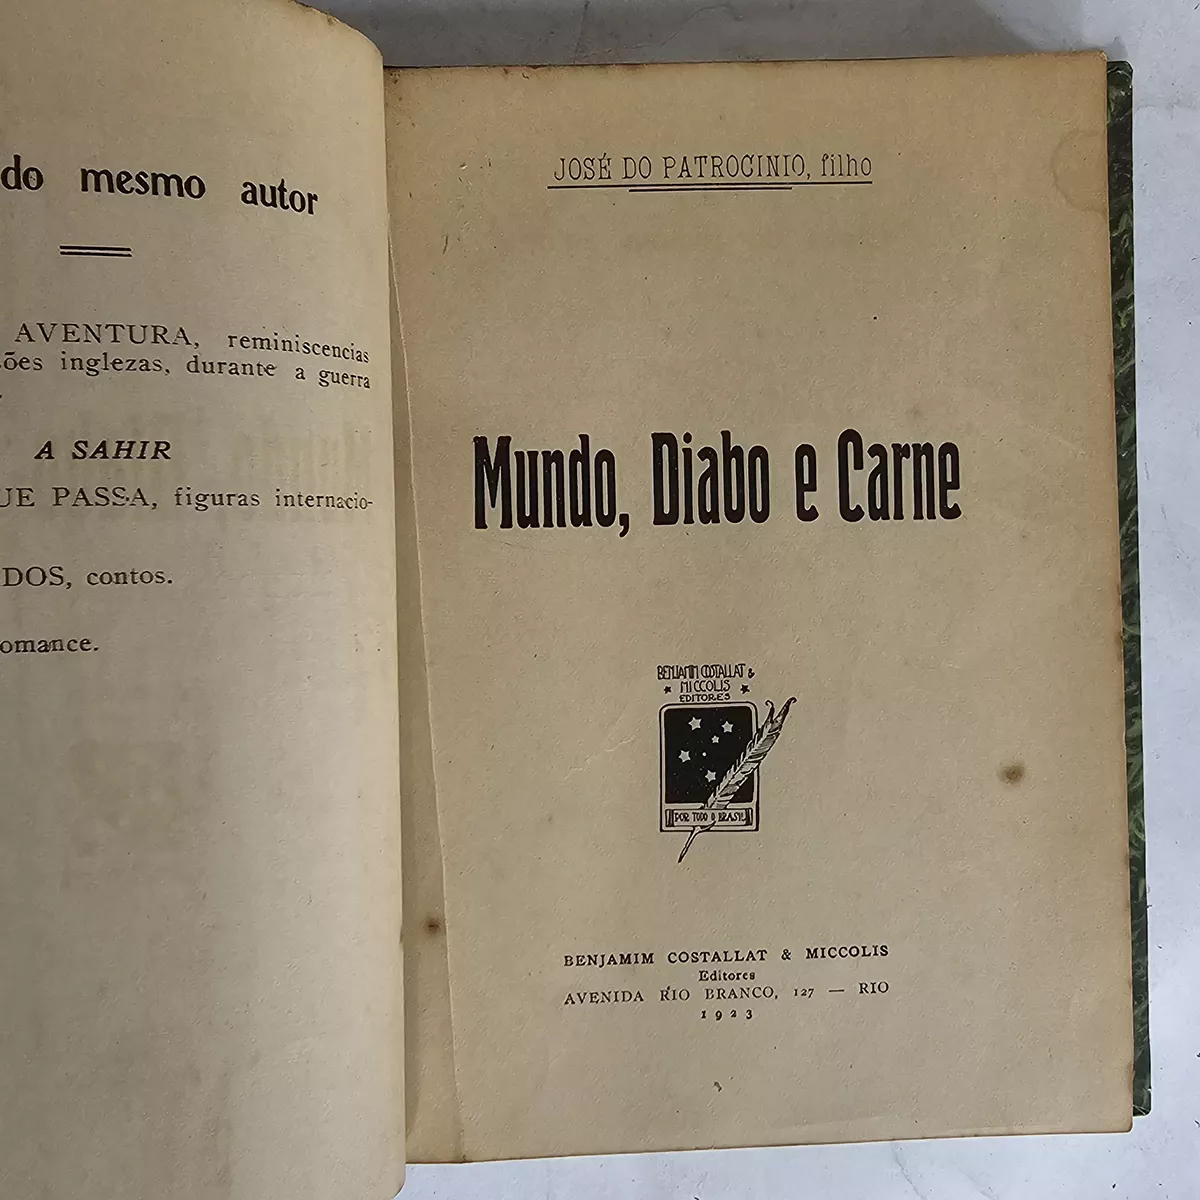 do mesmo autor
AVENTURA, reminiscencias
ões inglezas, durante a guerra
A SAHIR
UE PASSA, figuras internacio-
DOS, contos.
omance.
JOSÉ DO PATROCINIO, filho
Mundo, Diabo e Carne
BENJAMIN COSTALLAT &
MICCOLIS
EDITORES
POR TODO O BRASIL
BENJAMIM COSTALLAT & MICCOLIS
Editores
AVENIDA RIO BRANCO, 127 — RIO
1923